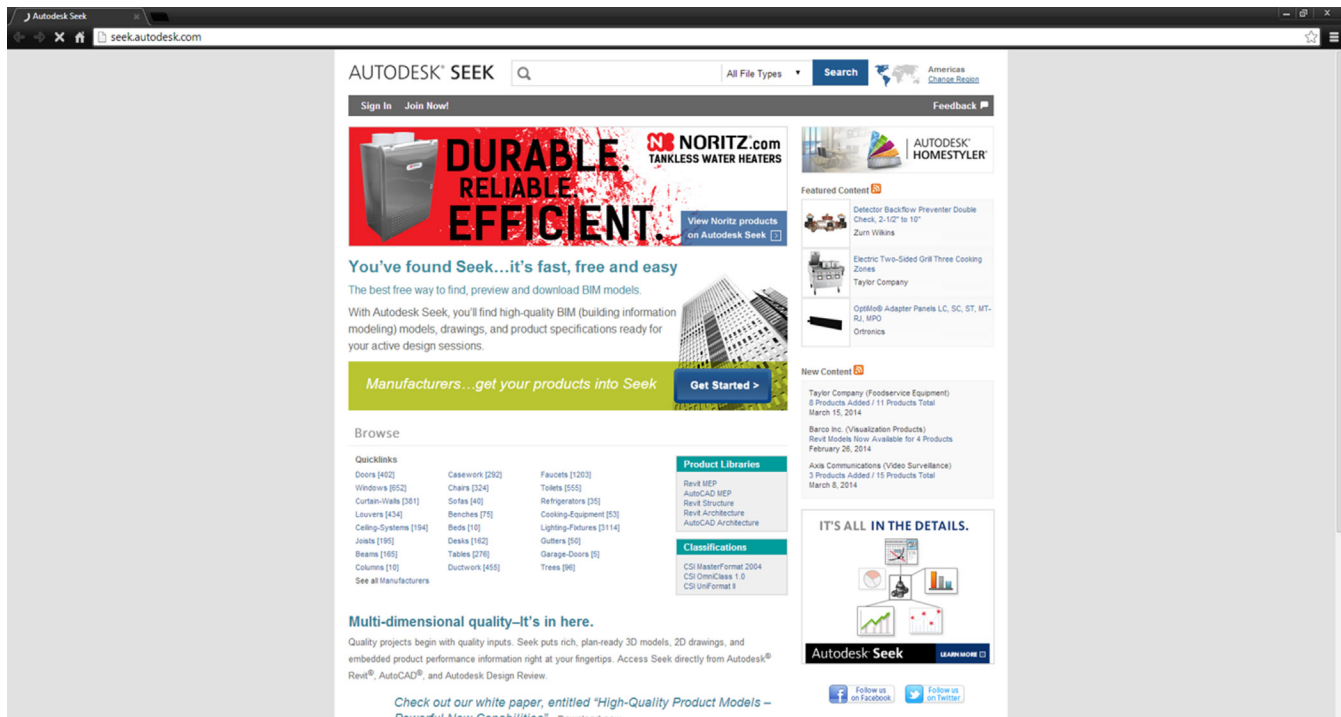 Autodesk Seek
seek.autodesk.com
AUTODESK® SEEK
All File Types
Search
Americas
Change Region
Sign In Join Now!
Feedback
DURABLE.
RELIABLE.
EFFICIENT.
NORITZ.com
TANKLESS WATER HEATERS
View Noritz products
on Autodesk Seek
AUTODESK®
HOMESTYLER®
Featured Content
Detector Backflow Preventer Double
Check, 2-1/2" to 10"
Zurn Wilkins
Electric Two-Sided Grill Three Cooking
Zones
Taylor Company
OptiMo® Adapter Panels LC, SC, ST, MT-
RJ, MPO
Ortronics
You've found Seek…it's fast, free and easy
The best free way to find, preview and download BIM models.
With Autodesk Seek, you'll find high-quality BIM (building information
modeling) models, drawings, and product specifications ready for
your active design sessions.
Manufacturers…get your products into Seek
Get Started >
New Content
Taylor Company (Foodservice Equipment)
8 Products Added / 11 Products Total
March 15, 2014
Barco Inc. (Visualization Products)
Revit Models Now Available for 4 Products
February 26, 2014
Axis Communications (Video Surveillance)
3 Products Added / 15 Products Total
March 8, 2014
Browse
Quicklinks
Doors [402]
Windows [652]
Curtain-Walls [381]
Louvers [434]
Ceiling-Systems [194]
Joists [195]
Beams [165]
Columns [10]
See all Manufacturers
Casework [292]
Chairs [324]
Sofas [40]
Benches [75]
Beds [10]
Desks [162]
Tables [276]
Ductwork [455]
Faucets [1203]
Toilets [555]
Refrigerators [35]
Cooking-Equipment [53]
Lighting-Fixtures [3114]
Gutters [50]
Garage-Doors [5]
Trees [96]
Product Libraries
Revit MEP
AutoCAD MEP
Revit Structure
Revit Architecture
AutoCAD Architecture
Classifications
CSI MasterFormat 2004
CSI OmniClass 1.0
CSI UniFormat II
IT'S ALL IN THE DETAILS.
Autodesk® Seek
LEARN MORE
Multi-dimensional quality–It's in here.
Quality projects begin with quality inputs. Seek puts rich, plan-ready 3D models, 2D drawings, and
embedded product performance information right at your fingertips. Access Seek directly from Autodesk®
Revit®, AutoCAD®, and Autodesk Design Review.
Check out our white paper, entitled "High-Quality Product Models –
Powerful New Capabilities"
Follow us
on Facebook
Follow us
on Twitter